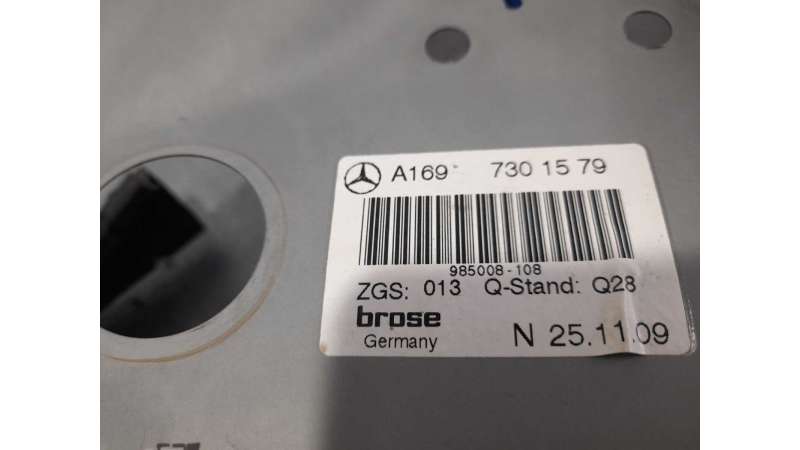 A169 730 15 79
985008-108
ZGS: 013 Q-Stand: Q28
brose
Germany N 25.11.09